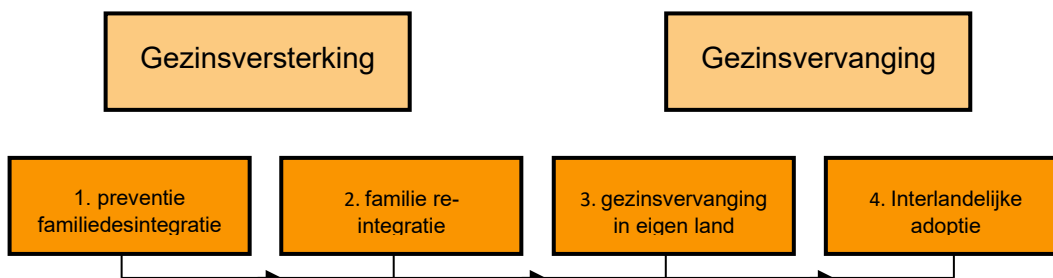 Gezinsversterking
Gezinsvervanging
1. preventie
familiedesintegratie
2. familie re-
integratie
3. gezinsvervanging
in eigen land
4. Interlandelijke
adoptie